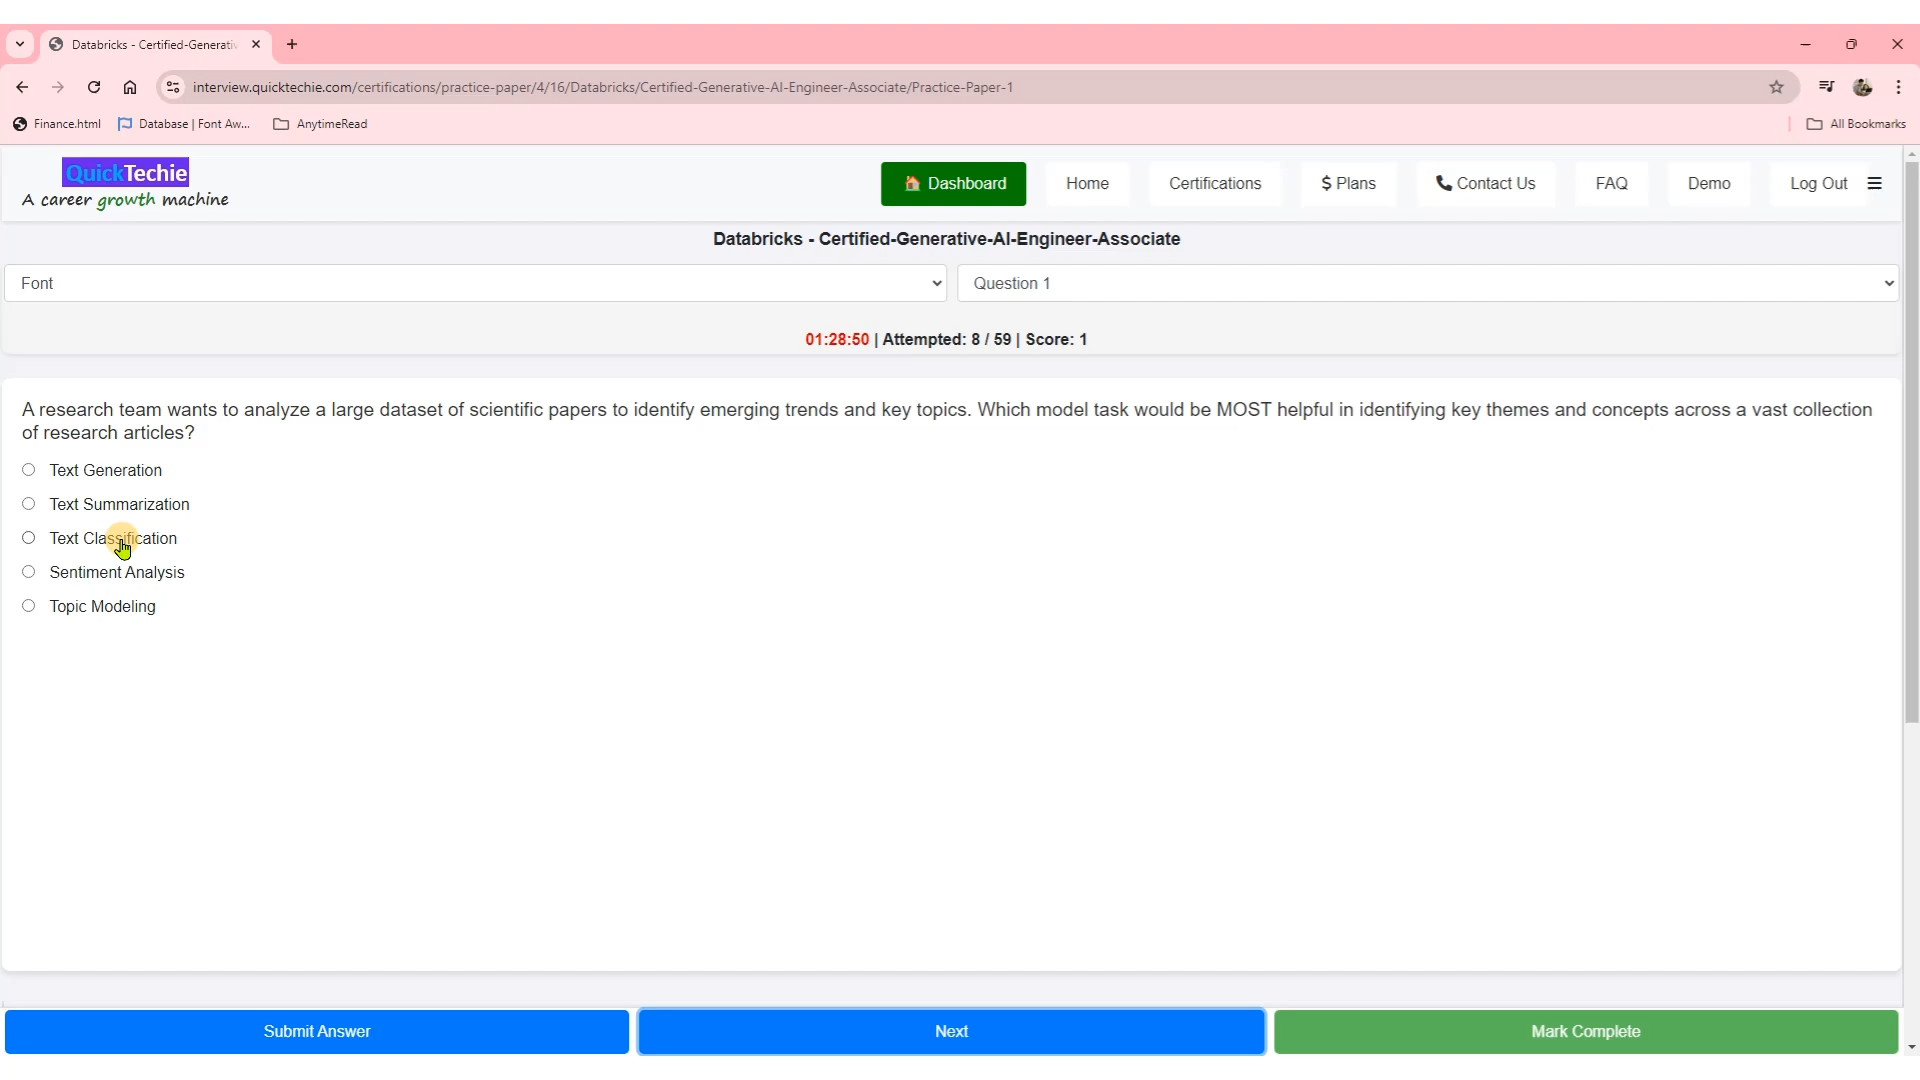 Databricks - Certified-Generativ
interview.quicktechie.com/certifications/practice-paper/4/16/Databricks/Certified-Generative-AI-Engineer-Associate/Practice-Paper-1
Finance.html
Database | Font Aw...
AnytimeRead
All Bookmarks
QuickTechie
A career growth machine
Dashboard
Home
Certifications
$ Plans
Contact Us
FAQ
Demo
Log Out
Databricks - Certified-Generative-AI-Engineer-Associate
Font
Question 1
01:28:50 | Attempted: 8 / 59 | Score: 1
A research team wants to analyze a large dataset of scientific papers to identify emerging trends and key topics. Which model task would be MOST helpful in identifying key themes and concepts across a vast collection
of research articles?
Text Generation
Text Summarization
Text Classification
Sentiment Analysis
Topic Modeling
Submit Answer
Next
Mark Complete